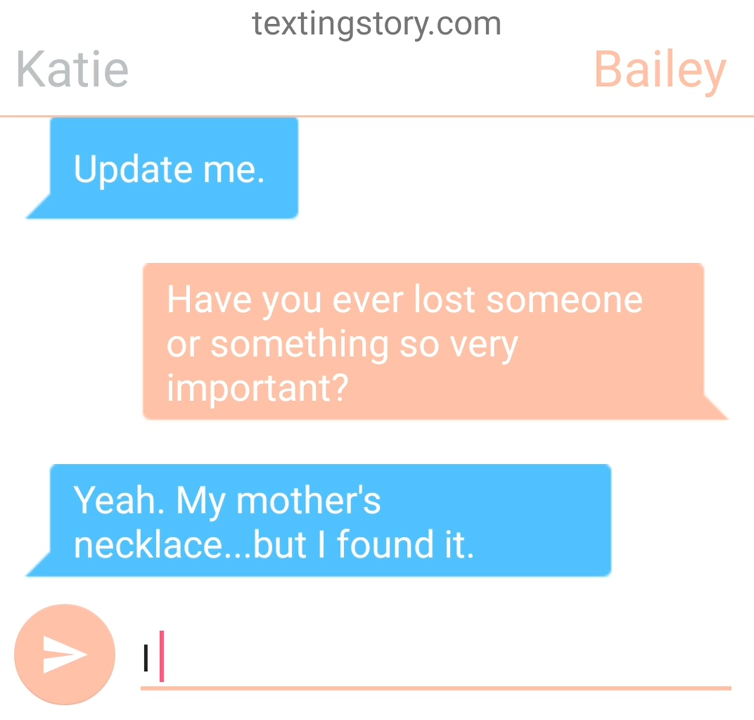 textingstory.com
Katie
Bailey
Update me.
Have you ever lost someone
or something so very
important?
Yeah. My mother's
necklace...but I found it.
I